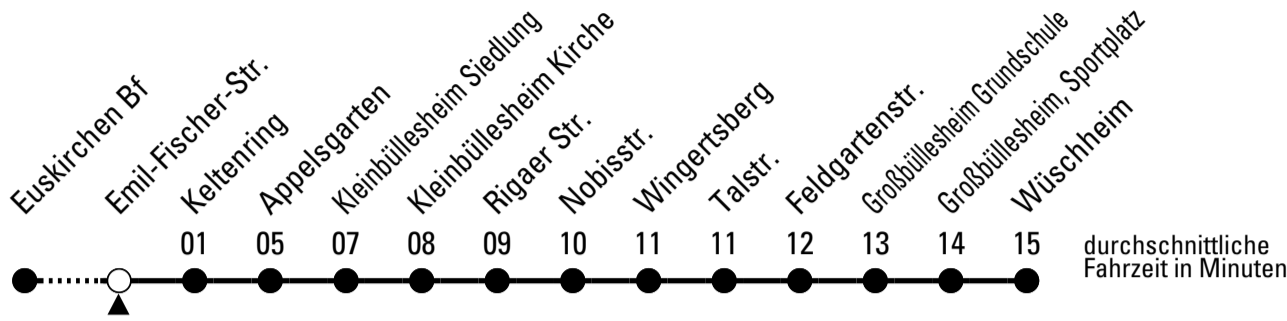 Euskirchen Bf
Emil-Fischer-Str.
Keltenring
Appelsgarten
Kleinbüllesheim Siedlung
Kleinbüllesheim Kirche
Rigaer Str.
Nobisstr.
Wingertsberg
Talstr.
Feldgartenstr.
Großbüllesheim Grundschule
Großbüllesheim, Sportplatz
Wüschheim
01 05 07 08 09 10 11 11 12 13 14 15
durchschnittliche
Fahrzeit in Minuten